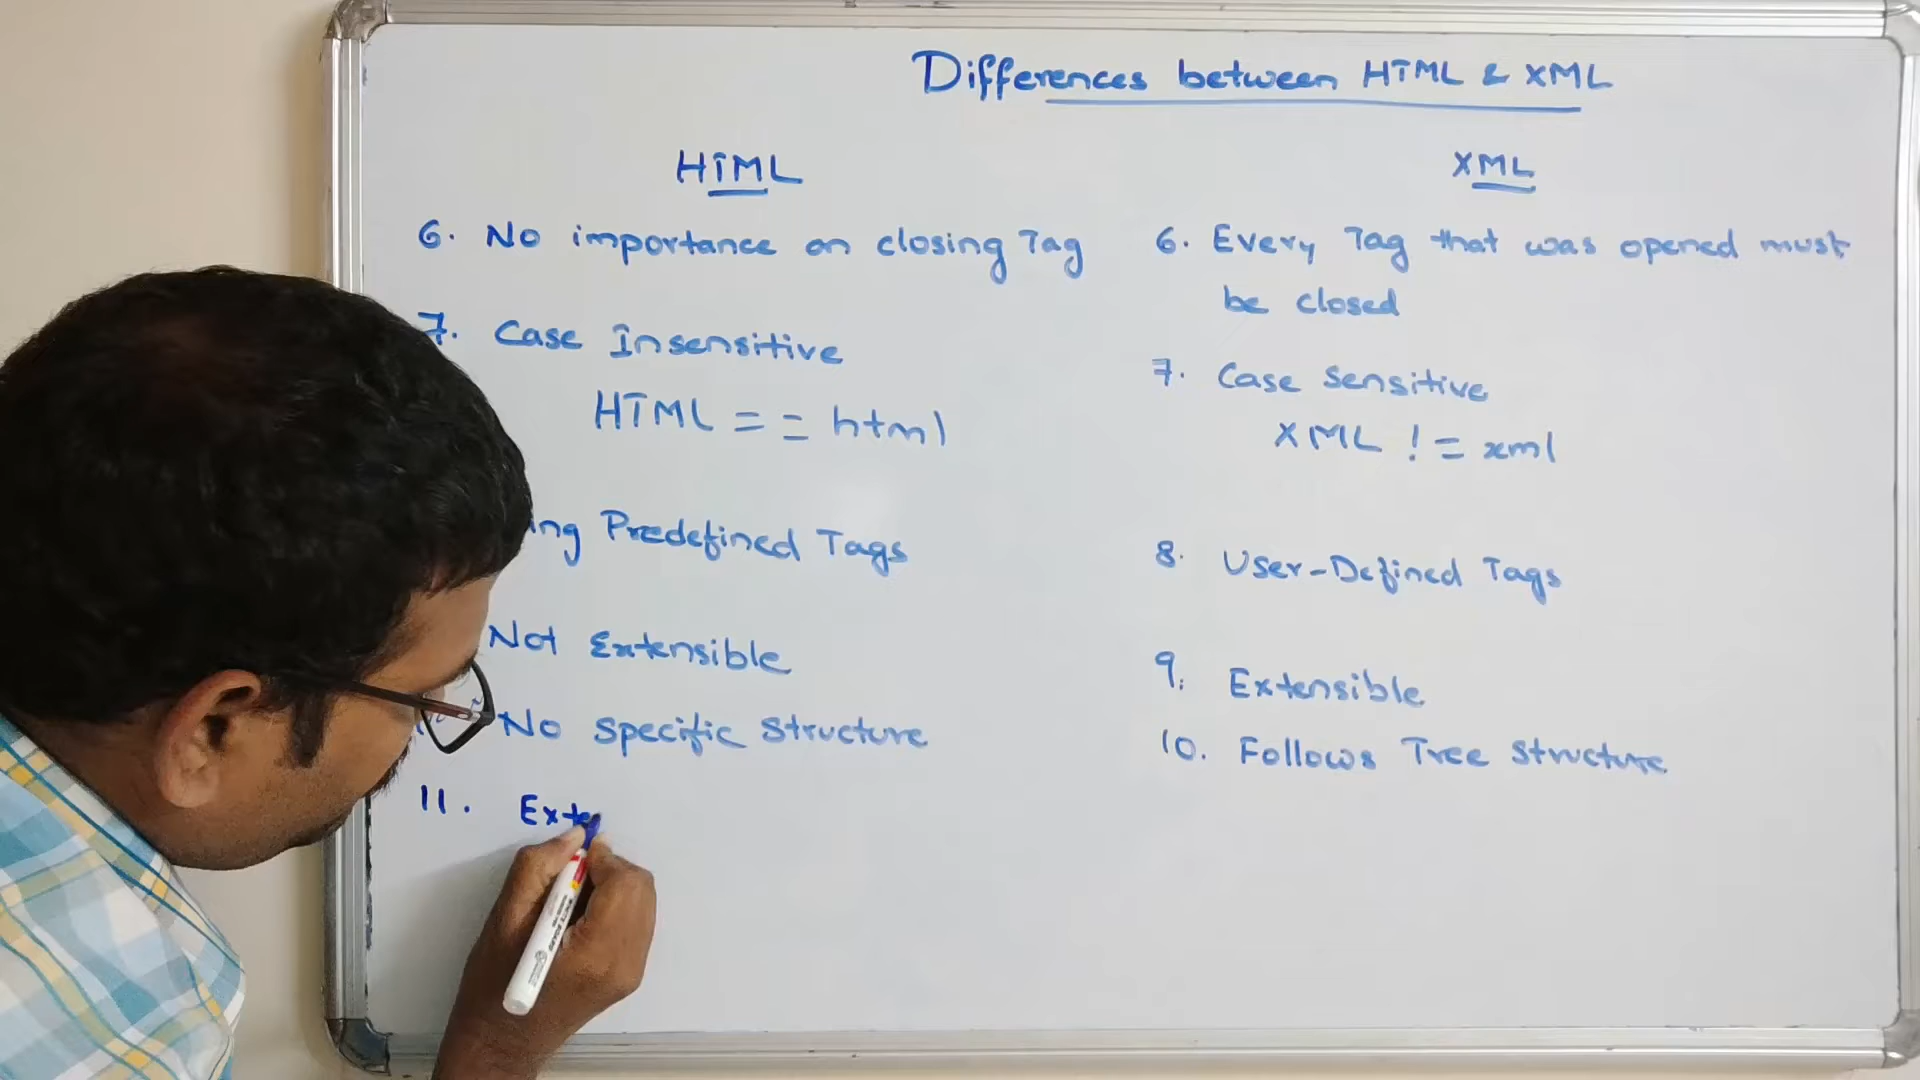 Differences between HTML & XML
HTML
6. No importance on closing Tag
7. Case Insensitive
HTML == html
Predefined Tags
Not Extensible
No Specific Structure
11. Exte
XML
6. Every Tag that was opened must
be closed
7. Case Sensitive
XML != xml
8. User-Defined Tags
9. Extensible
10. Follows Tree Structure